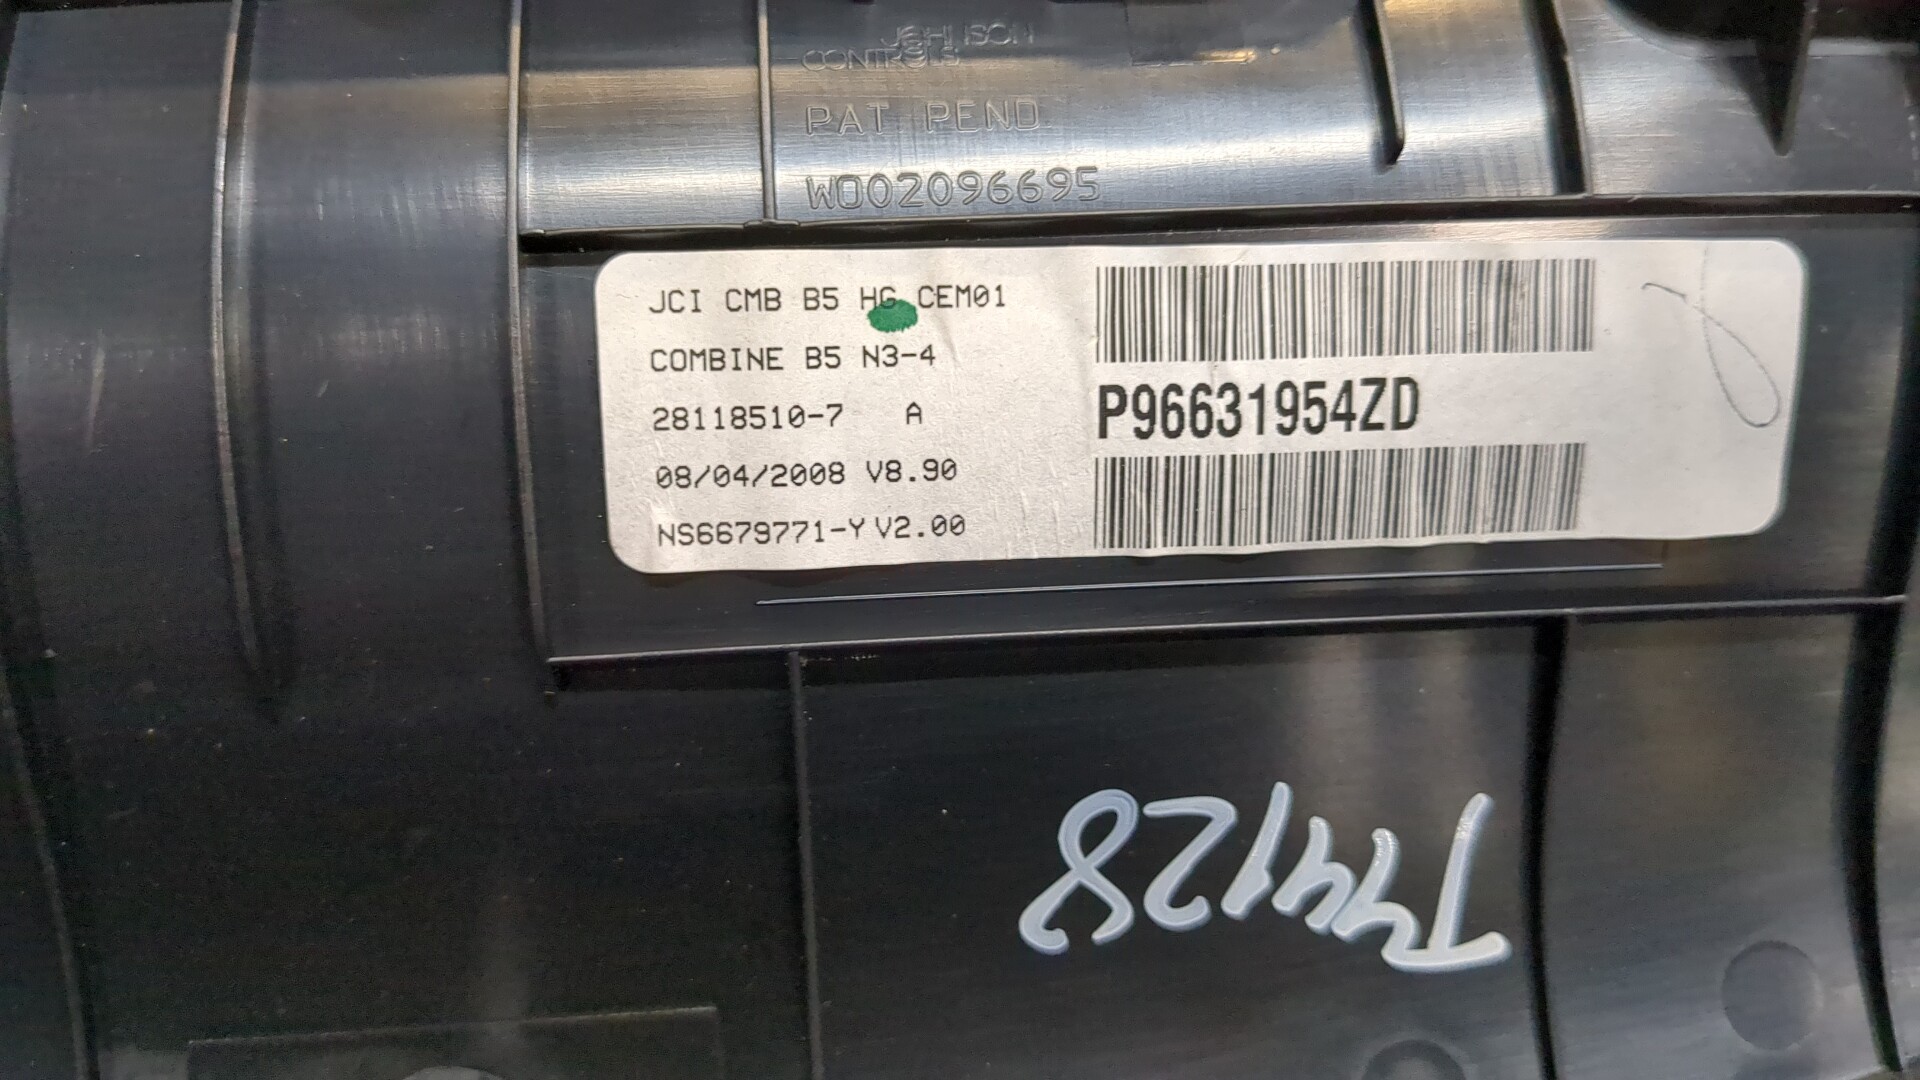 JOHNSON
CONTROLS
PAT PEND
WO02096695
JCI CMB B5 HG CEM01
COMBINE B5 N3-4
28118510-7 A
08/04/2008 V8.90
NS6679771-Y V2.00
P96631954ZD